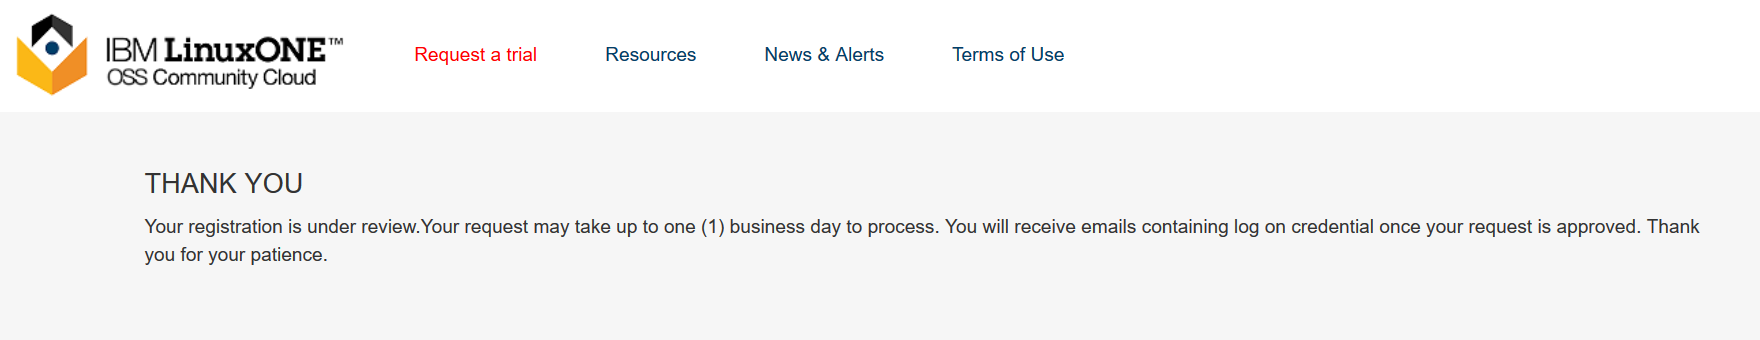 IBM LinuxONE™
OSS Community Cloud
Request a trial
Resources
News & Alerts
Terms of Use
THANK YOU
Your registration is under review.Your request may take up to one (1) business day to process. You will receive emails containing log on credential once your request is approved. Thank
you for your patience.